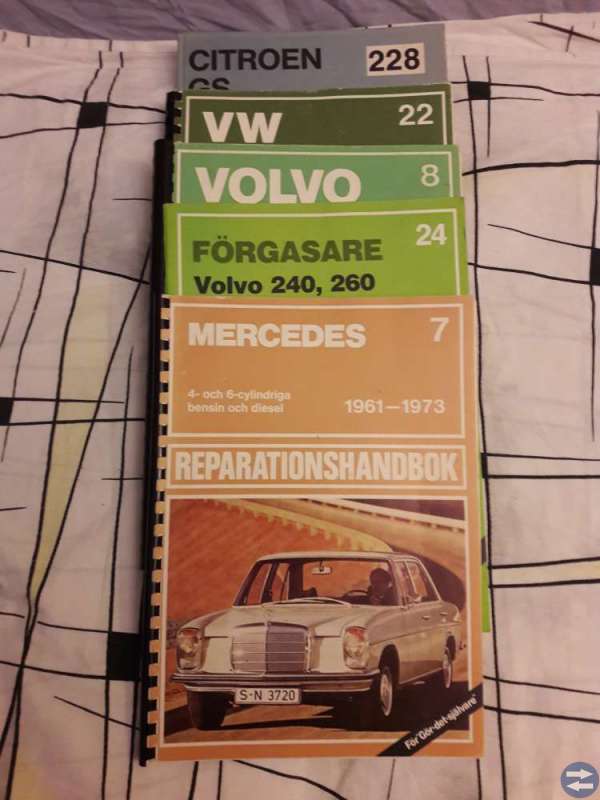 CITROEN
228
GS
VW
22
VOLVO
8
FÖRGASARE
24
Volvo 240, 260
MERCEDES
7
4- och 6-cylindriga
bensin och diesel
1961–1973
REPARATIONSHANDBOK
S-N 3720
För "Gör-det-självare"